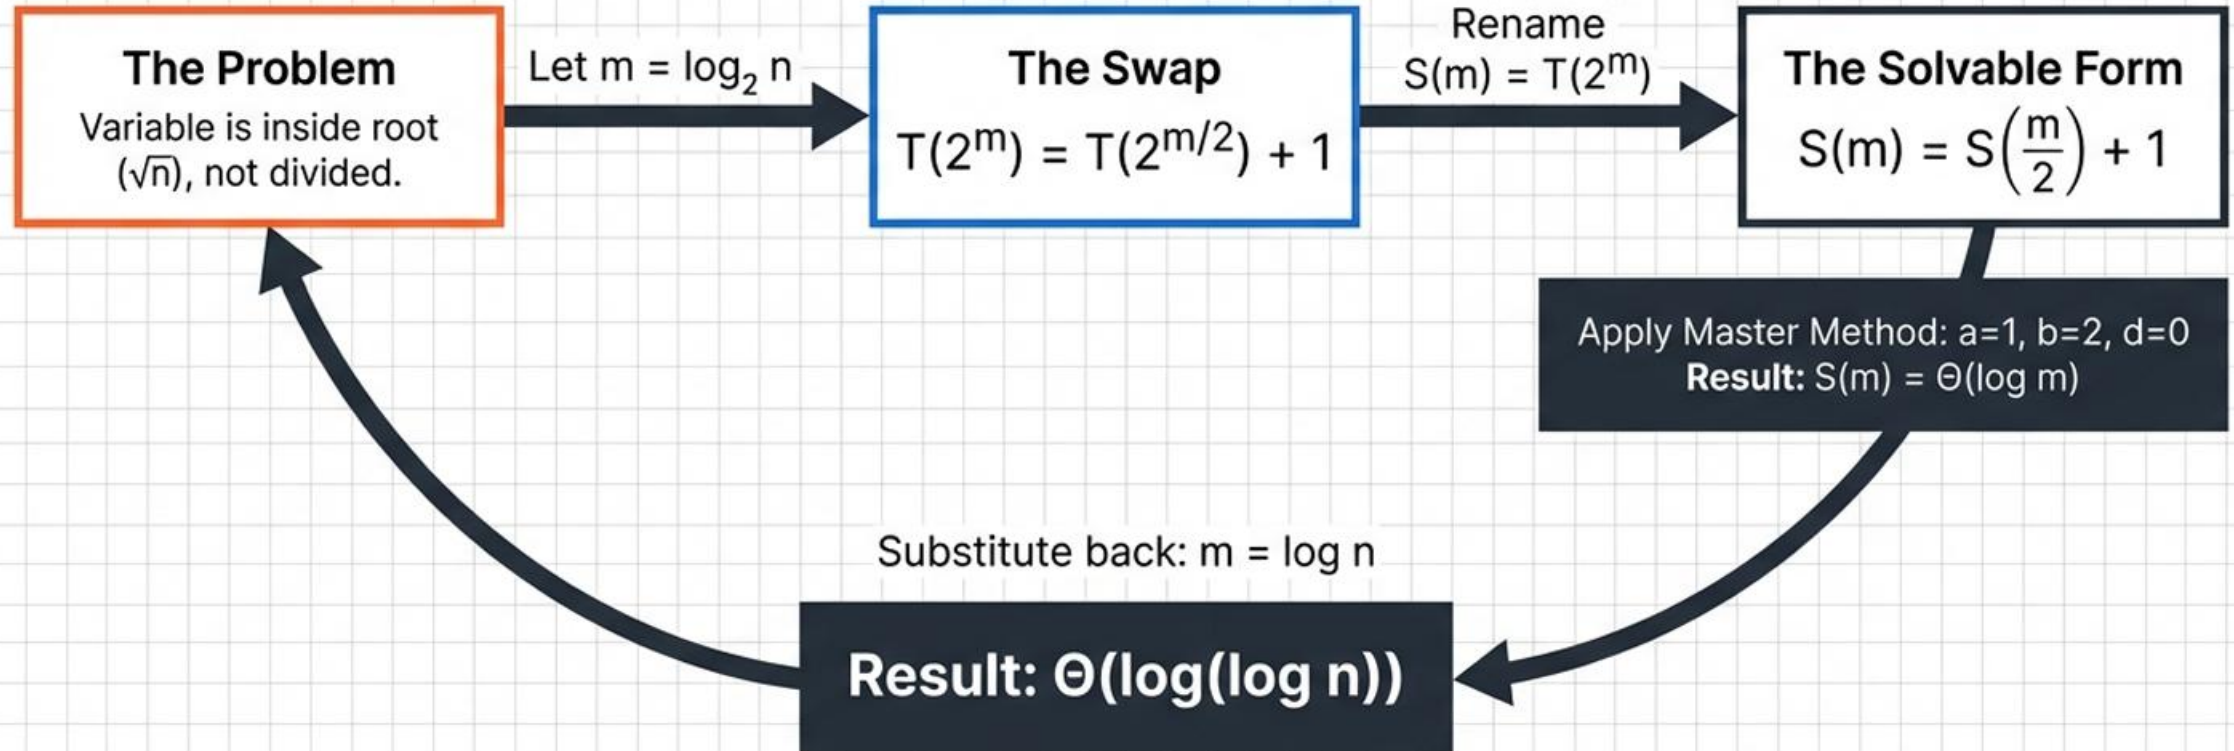 The Problem
Variable is inside root
(√n), not divided.
Let m = log₂ n
The Swap
T(2ᵐ) = T(2ᵐ/²) + 1
Rename
S(m) = T(2ᵐ)
The Solvable Form
S(m) = S(m/2) + 1
Apply Master Method: a=1, b=2, d=0
Result: S(m) = Θ(log m)
Substitute back: m = log n
Result: Θ(log(log n))